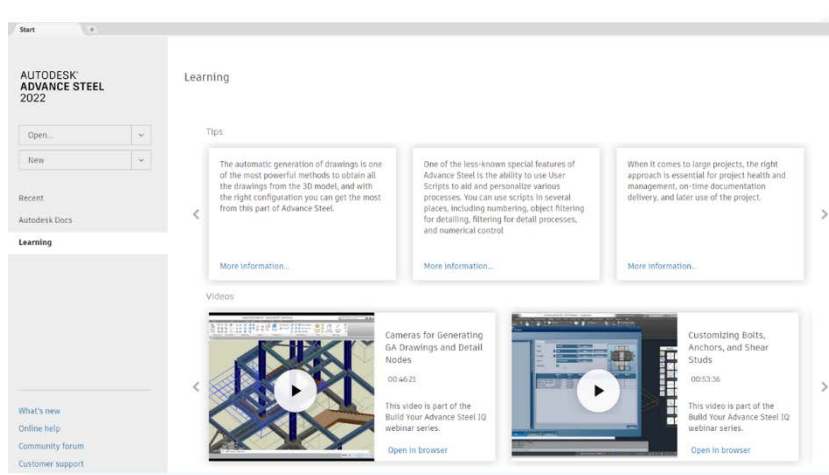 Start
+
AUTODESK®
ADVANCE STEEL
2022
Open...
New
Recent
Autodesk Docs
Learning
What's new
Online help
Community forum
Customer support
Learning
Tips
The automatic generation of drawings is one
of the most powerful methods to obtain all
the drawings from the 3D model, and with
the right configuration you can get the most
from this part of Advance Steel.
More information...
One of the less-known special features of
Advance Steel is the ability to use User
Scripts to aid and personalize various
processes. You can use scripts in several
places, including numbering, object filtering
for detailing, filtering for detail processes,
and numerical control
More information...
When it comes to large projects, the right
approach is essential for project health and
management, on-time documentation
delivery, and later use of the project.
More information...
Videos
Cameras for Generating
GA Drawings and Detail
Nodes
00:46:21
This video is part of the
Build Your Advance Steel IQ
webinar series.
Open in browser
Customizing Bolts,
Anchors, and Shear
Studs
00:53:36
This video is part of the
Build Your Advance Steel IQ
webinar series.
Open in browser